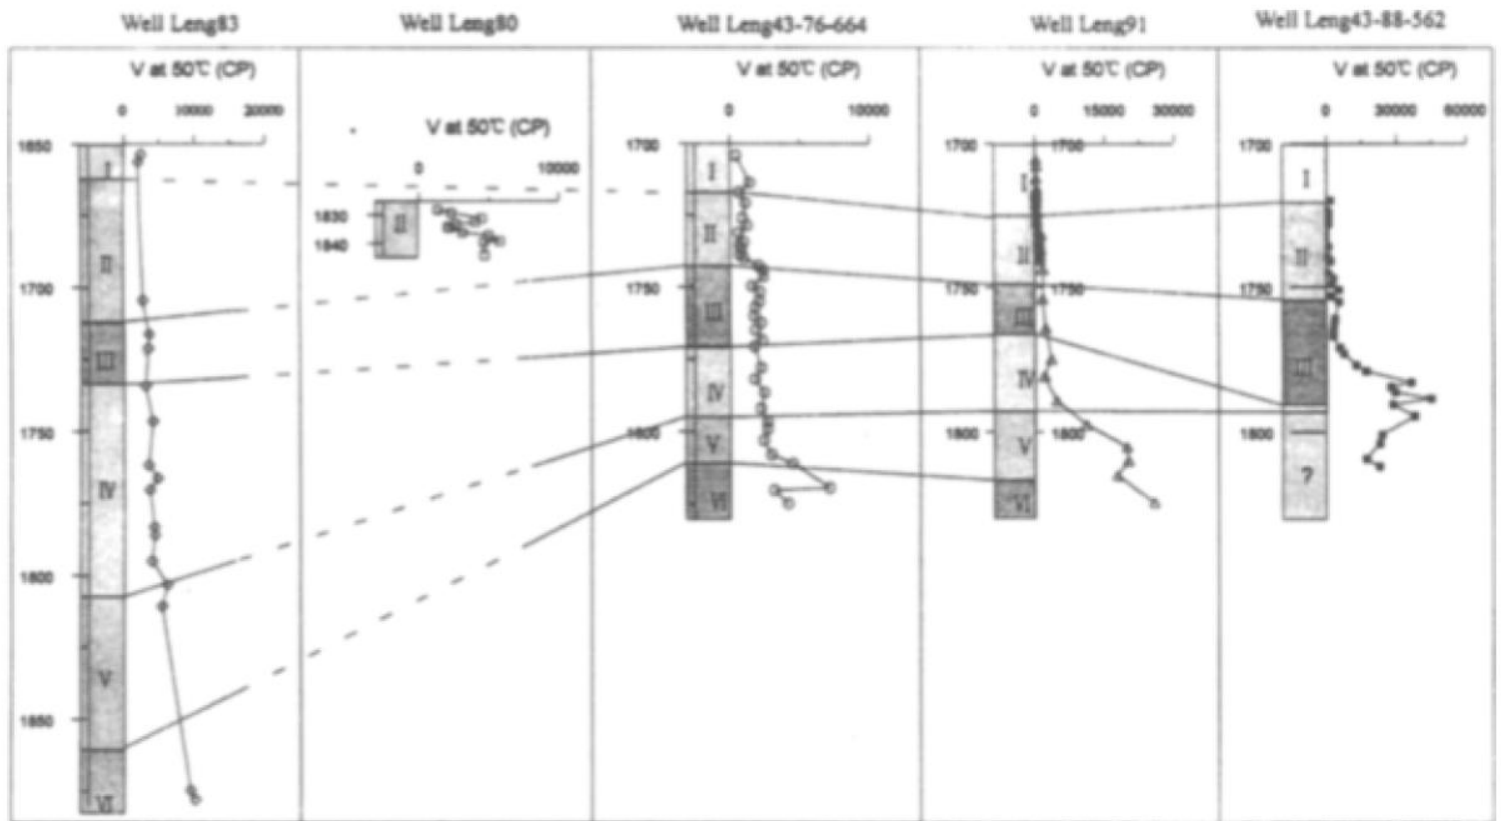 Well Leng83 Well Leng80 Well Leng43-76-664 Well Leng91 Well Leng43-88-562
V at 50℃ (CP) V at 50℃ (CP) V at 50℃ (CP) V at 50℃ (CP)
0 10000 20000 0 10000 0 15000 30000 0 30000 60000
V at 50℃ (CP)
1650 1700 1700 1700 1700
0 10000
I I I I
1830 II
1840
II II II II
1700 1750 1750 1750 1750
III III III III
IV IV
1750 1800 1800 1800 1800
V V
IV ?
VI VI
1800
V
1850
VI